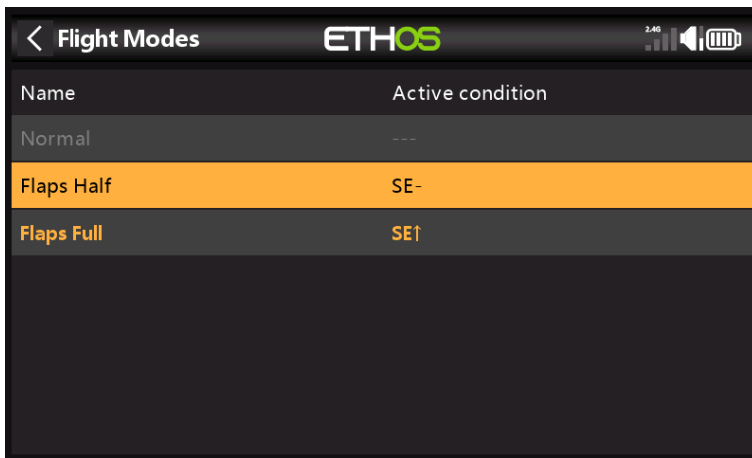 Flight Modes ETHOS 2.4G
Name Active condition
Normal ---
Flaps Half SE-
Flaps Full SE↑